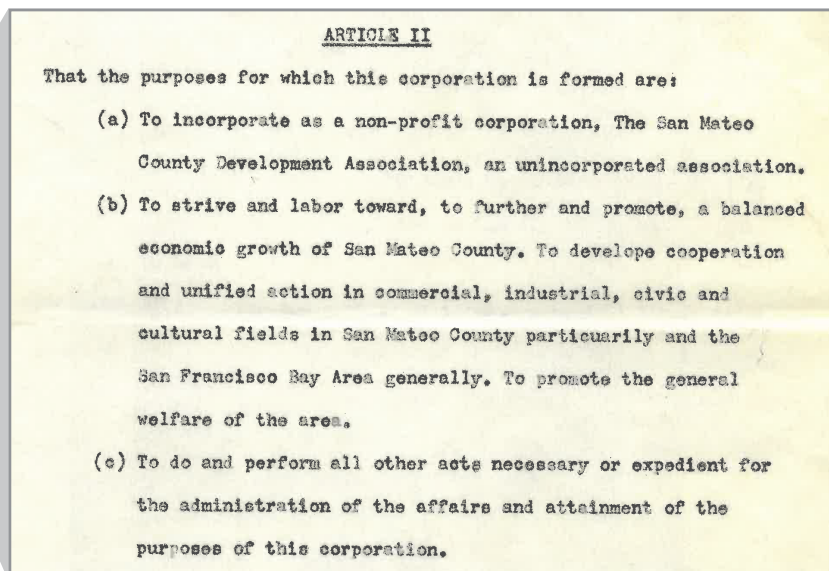 ARTICLE II
That the purposes for which this corporation is formed are:
(a) To incorporate as a non-profit corporation, The San Mateo
County Development Association, an unincorporated association.
(b) To strive and labor toward, to further and promote, a balanced
economic growth of San Mateo County. To develope cooperation
and unified action in commercial, industrial, civic and
cultural fields in San Mateo County particuarily and the
San Francisco Bay Area generally. To promote the general
welfare of the area.
(c) To do and perform all other acts necessary or expedient for
the administration of the affairs and attainment of the
purposes of this corporation.